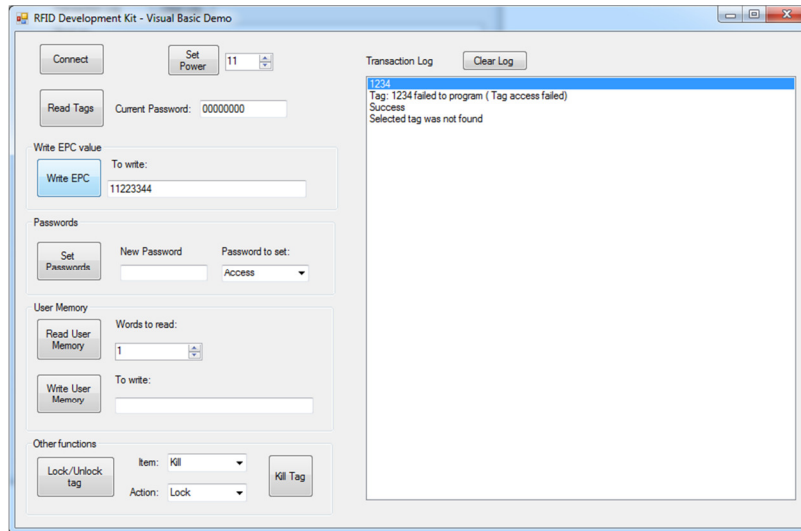 RFID Development Kit - Visual Basic Demo
Connect
Set Power
11
Transaction Log
Clear Log
Read Tags
Current Password:
00000000
1234
Tag: 1234 failed to program ( Tag access failed)
Success
Selected tag was not found
Write EPC value
Write EPC
To write:
11223344
Passwords
Set Passwords
New Password
Password to set:
Access
User Memory
Read User Memory
Words to read:
1
Write User Memory
To write:
Other functions
Lock/Unlock tag
Item:
Kill
Action:
Lock
Kill Tag